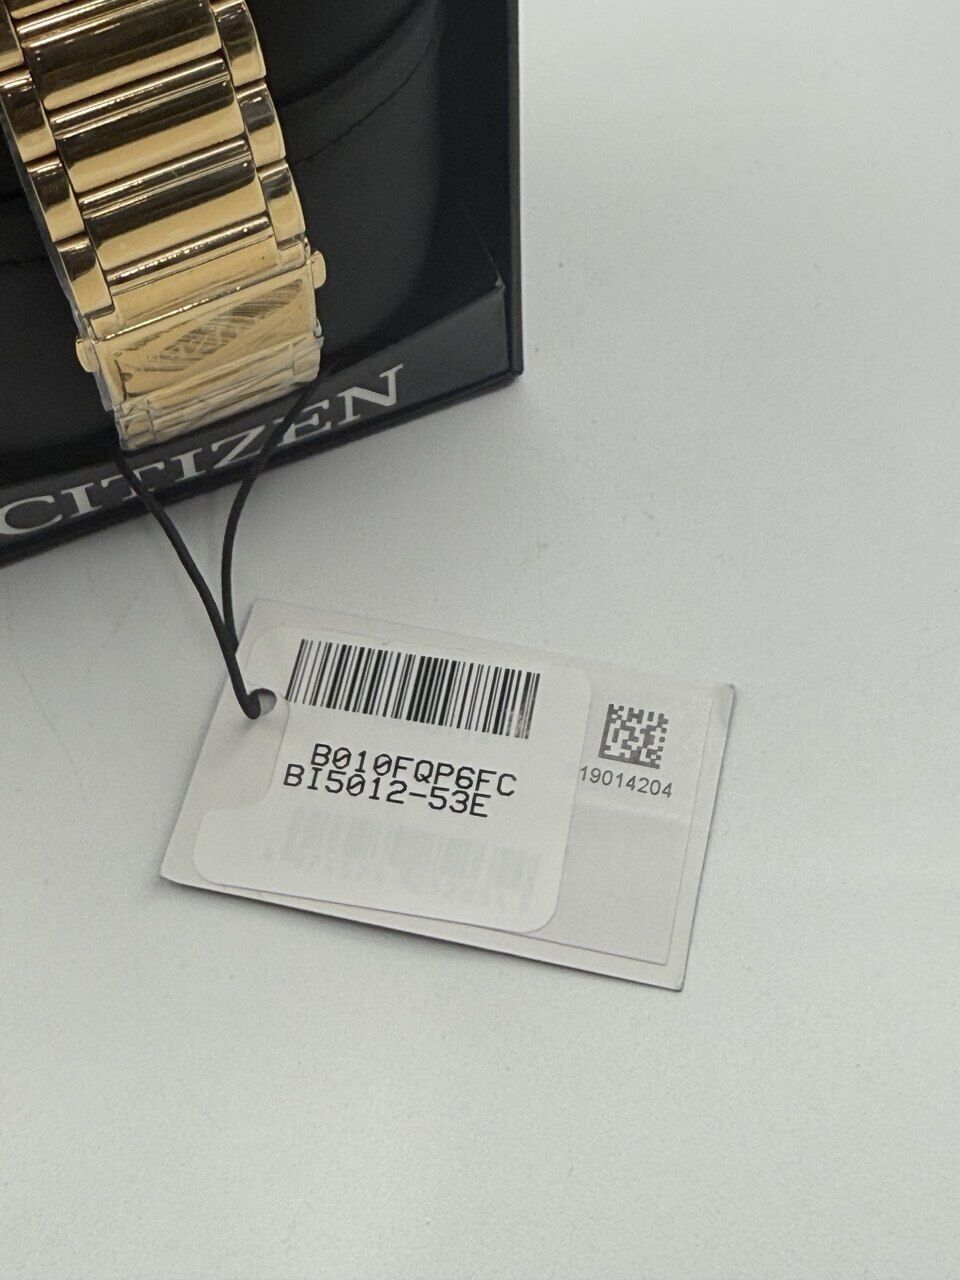 CITIZEN
B010FQP6FC
BI5012-53E
19014204